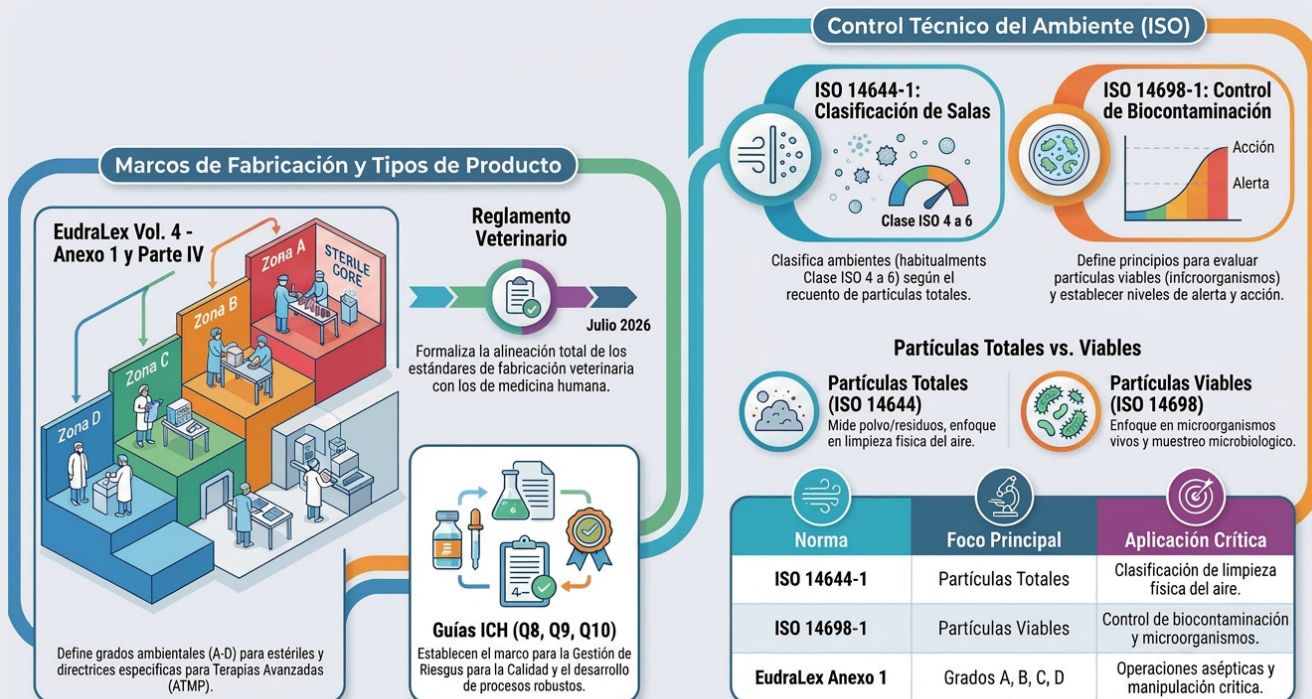 Marcos de Fabricación y Tipos de Producto
EudraLex Vol. 4 -
Anexo 1 y Parte IV
Zona A
STERILE
CORE
Zona B
Zona C
Zona D
Define grados ambientales (A-D) para estériles y
directrices especificas para Terapias Avanzadas
(ATMP).
Reglamento
Veterinario
Julio 2026
Formaliza la alineación total de los
estándares de fabricación veterinaria
con los de medicina humana.
Guías ICH (Q8, Q9, Q10)
Establecen el marco para la Gestión de
Riesgus para la Calidad y el desarrollo
de procesos robustos.
Control Técnico del Ambiente (ISO)
ISO 14644-1:
Clasificación de Salas
Clase ISO 4 a 6
Clasifica ambientes (habitualments
Clase ISO 4 a 6) según el
recuento de partículas totales.
ISO 14698-1: Control
de Biocontaminación
Acción
Alerta
Define principios para evaluar
partículas viables (infcroorganismos)
y establecer niveles de alerta y acción.
Partículas Totales vs. Viables
Partículas Totales
(ISO 14644)
Mide polvo/residuos, enfoque
en limpieza física del aire.
Partículas Viables
(ISO 14698)
Enfoque en microorganismos
vivos y muestreo microbiologico.
Norma
Foco Principal
Aplicación Crítica
ISO 14644-1
Partículas Totales
Clasificación de limpieza
física del aire.
ISO 14698-1
Partículas Viables
Control de biocontaminación
y microorganismos.
EudraLex Anexo 1
Grados A, B, C, D
Operaciones asépticas y
manipulación critica.